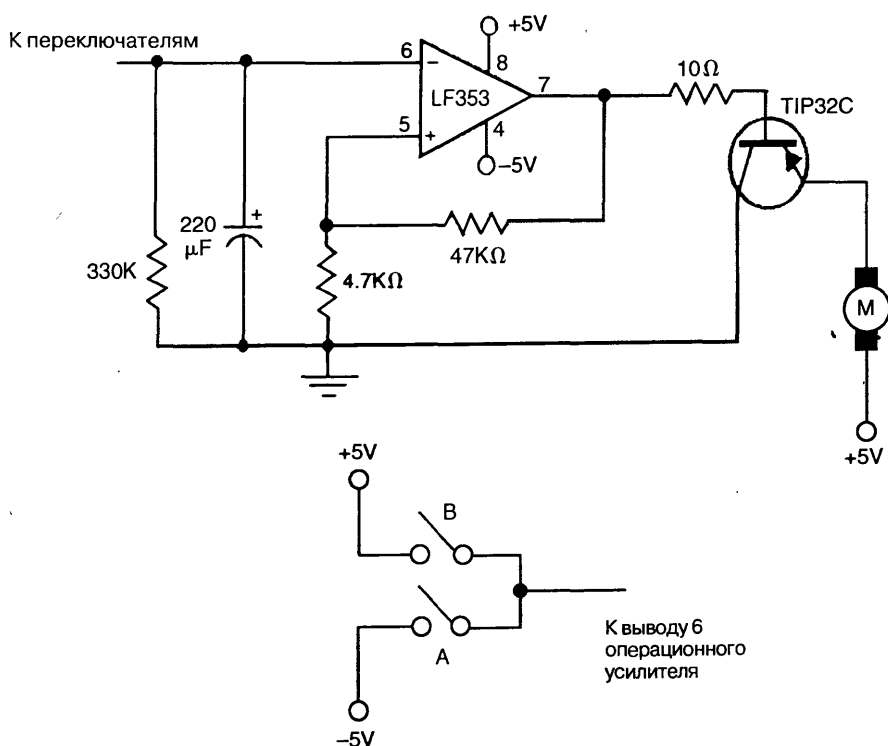 К переключателям
+5V
6
−
8
7
LF353
5
+
4
−5V
10Ω
TIP32C
330K
220
μF
+
47KΩ
4.7KΩ
M
+5V
+5V
B
A
−5V
К выводу 6
операционного
усилителя